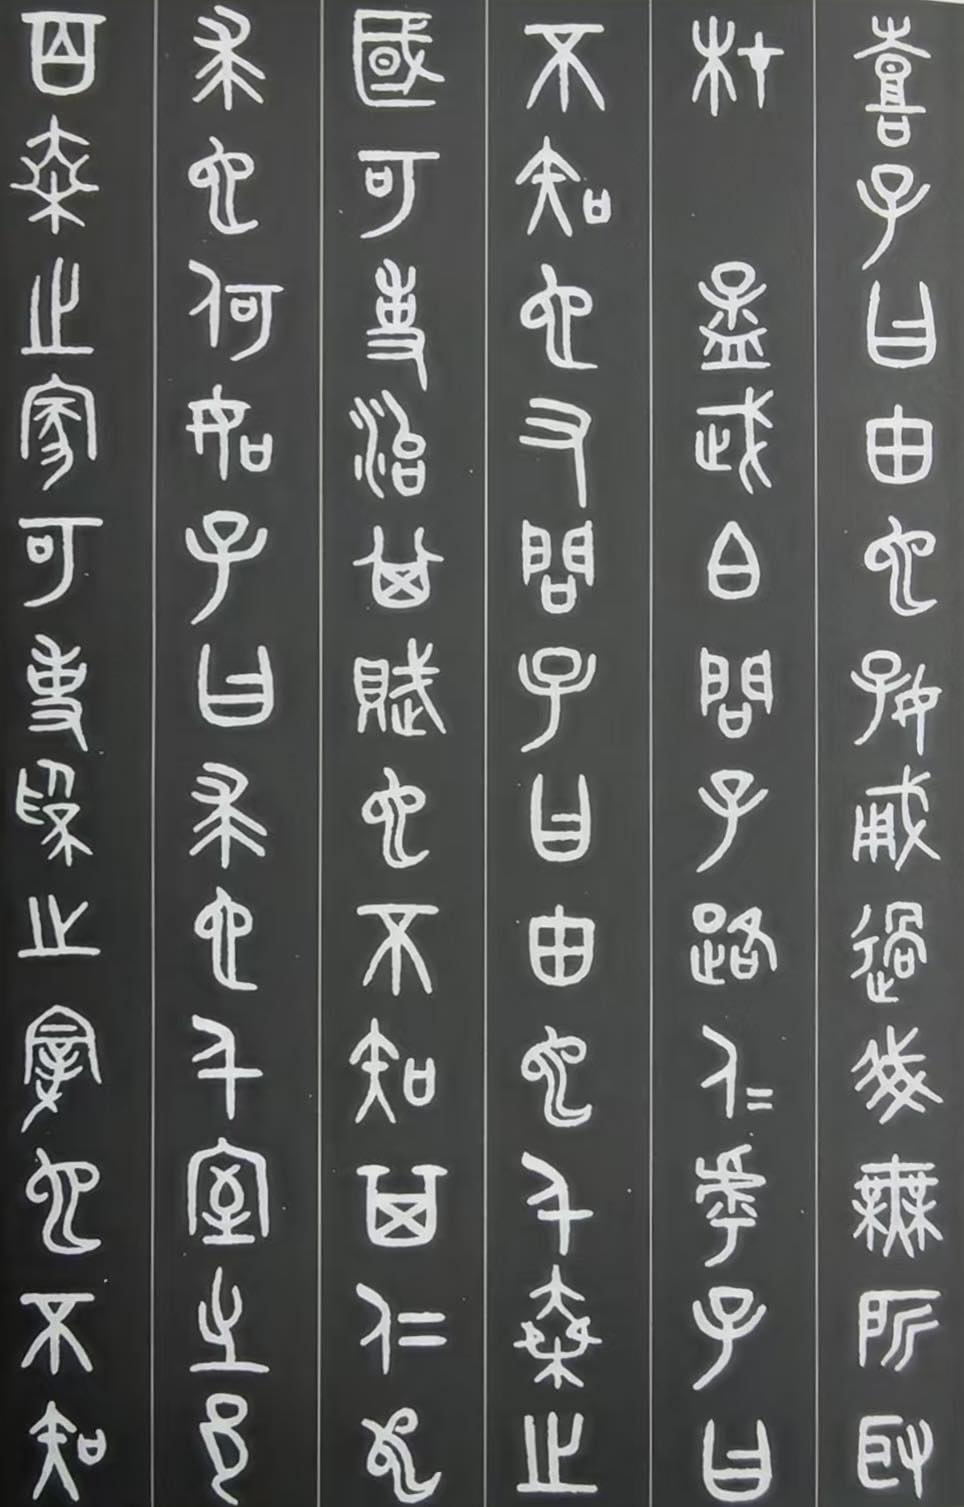 喜子曰由也好勇過我無所取
材 孟武伯問子路仁乎子曰
不知也又問子曰由也千乘之
國可使治其賦也不知其仁也
求也何如子曰求也千室之邑
百乘之家可使為之宰也不知